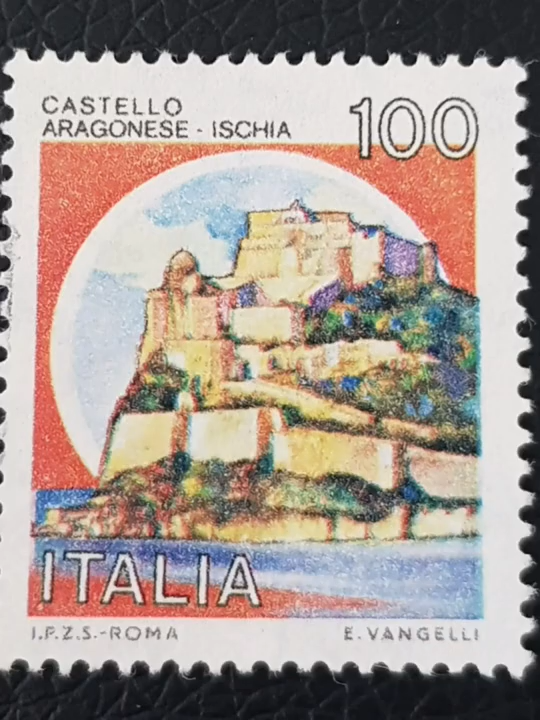 CASTELLO
ARAGONESE - ISCHIA
100
ITALIA
I.P.Z.S.-ROMA
E. VANGELLI